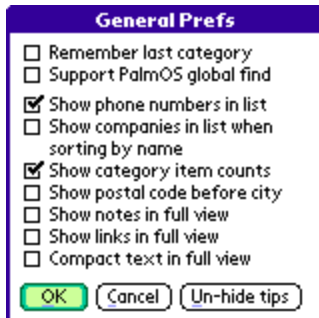 General Prefs
Remember last category
Support PalmOS global find
Show phone numbers in list
Show companies in list when
sorting by name
Show category item counts
Show postal code before city
Show notes in full view
Show links in full view
Compact text in full view
OK Cancel Un-hide tips